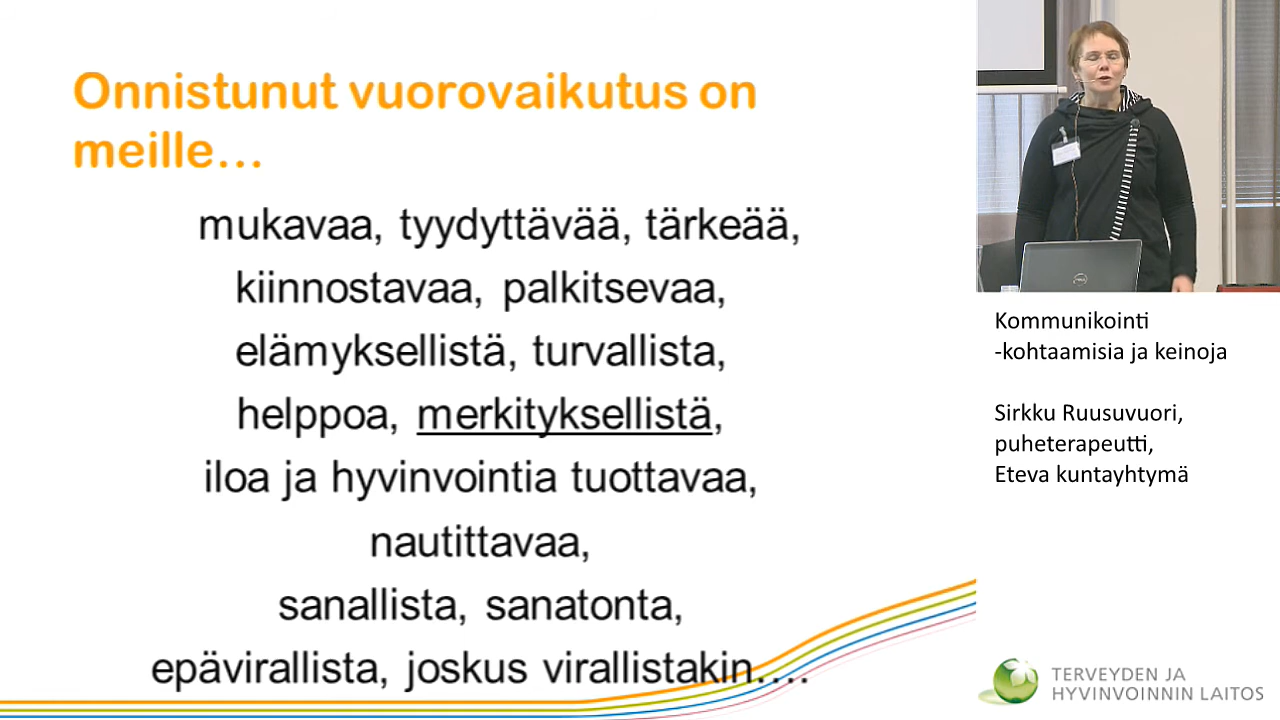 Onnistunut vuorovaikutus on
meille…
mukavaa, tyydyttävää, tärkeää,
kiinnostavaa, palkitsevaa,
elämyksellistä, turvallista,
helppoa, merkityksellistä,
iloa ja hyvinvointia tuottavaa,
nautittavaa,
sanallista, sanatonta,
epävirallista, joskus virallistakin….
Kommunikointi
-kohtaamisia ja keinoja
Sirkku Ruusuvuori,
puheterapeutti,
Eteva kuntayhtymä
TERVEYDEN JA
HYVINVOINNIN LAITOS